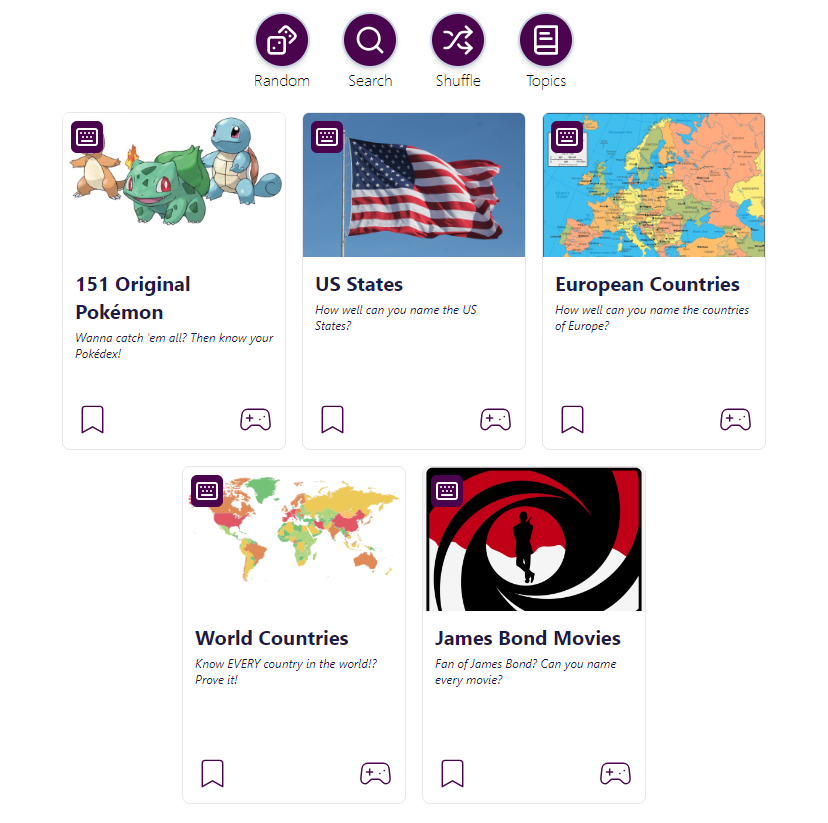 Random
Search
Shuffle
Topics
151 Original
Pokémon
Wanna catch 'em all? Then know your
Pokédex!
US States
How well can you name the US
States?
European Countries
How well can you name the countries
of Europe?
World Countries
Know EVERY country in the world!?
Prove it!
James Bond Movies
Fan of James Bond? Can you name
every movie?